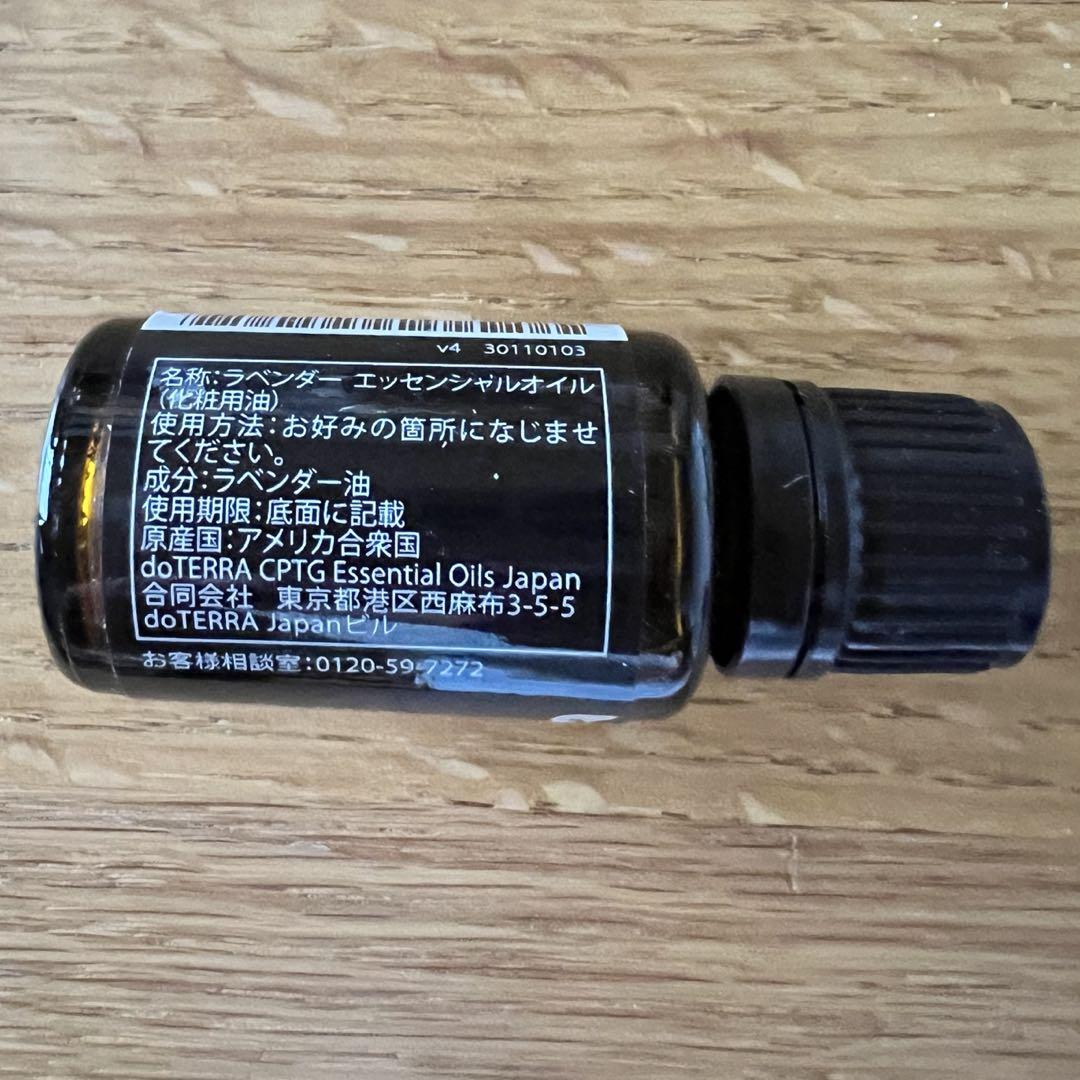 v4 30110103
名称:ラベンダー エッセンシャルオイル
(化粧用油)
使用方法:お好みの箇所になじませ
てください。
成分:ラベンダー油
使用期限:底面に記載
原産国:アメリカ合衆国
doTERRA CPTG Essential Oils Japan
合同会社 東京都港区西麻布3-5-5
doTERRA Japanビル
お客様相談室:0120-59-7272